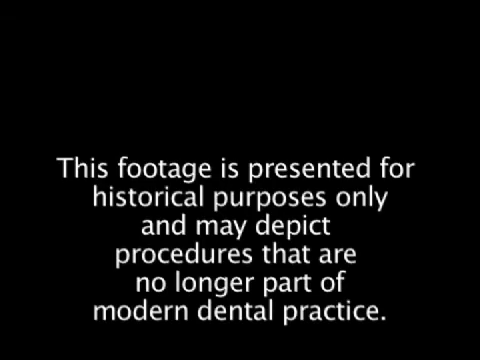 This footage is presented for
historical purposes only
and may depict
procedures that are
no longer part of
modern dental practice.